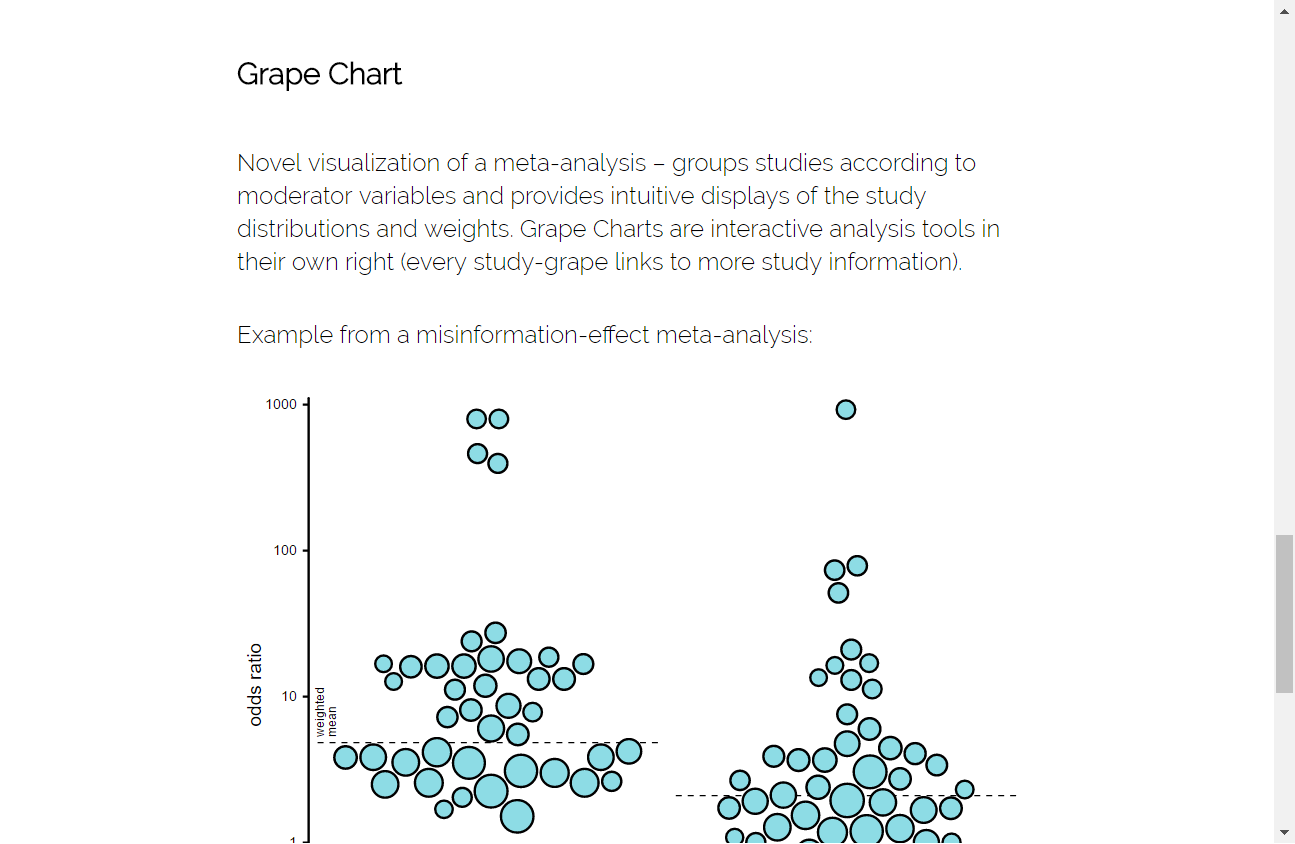 Grape Chart
Novel visualization of a meta-analysis – groups studies according to
moderator variables and provides intuitive displays of the study
distributions and weights. Grape Charts are interactive analysis tools in
their own right (every study-grape links to more study information).
Example from a misinformation-effect meta-analysis:
1000
100
odds ratio
10
weighted
mean
1